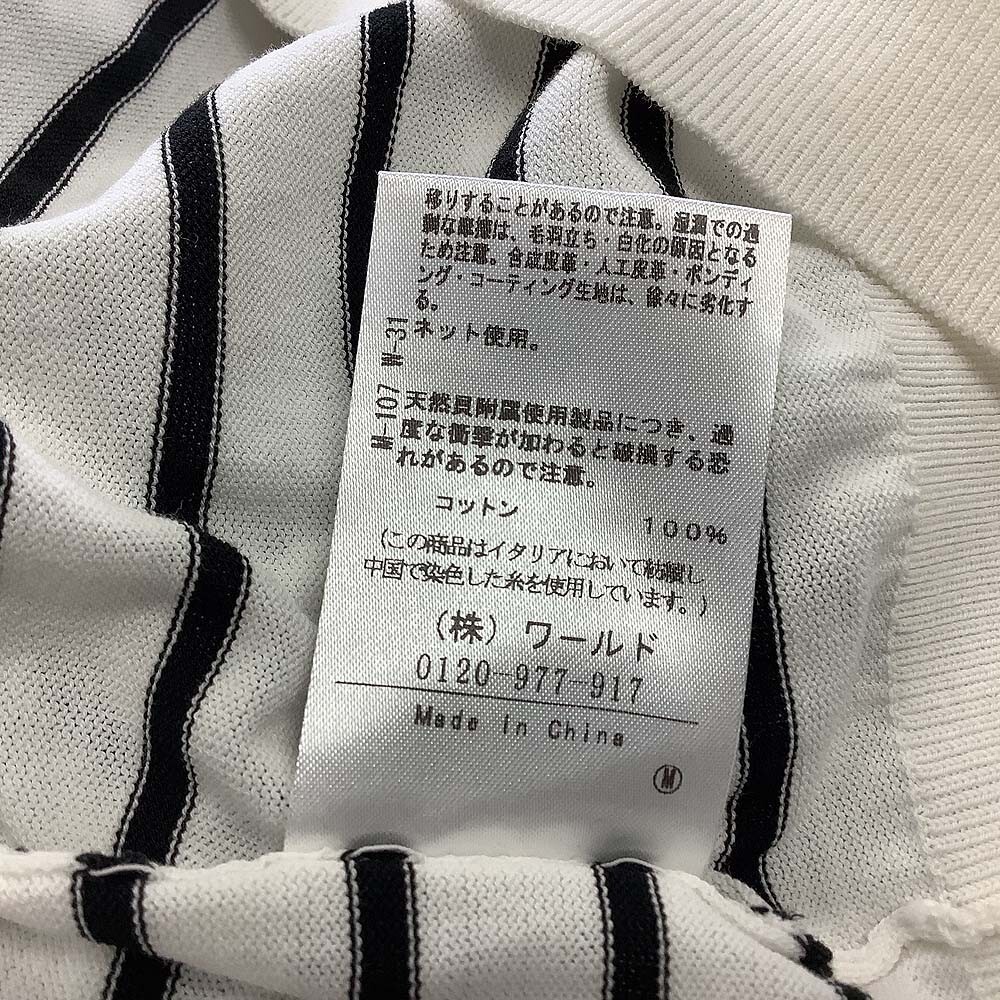 移りすることがあるので注意。湿潤での過
剰な摩擦は、毛羽立ち・白化の原因となる
ため注意。合成皮革・人工皮革・ボンディ
ング・コーティング生地は、徐々に劣化す
る。
W-31 ネット使用。
W-107 天然貝附属使用製品につき、過
度な衝撃が加わると破損する恐
れがあるので注意。
コットン 100%
(この商品はイタリアにおいて紡績し
中国で染色した糸を使用しています。)
(株) ワールド
0120-977-917
Made in China
M